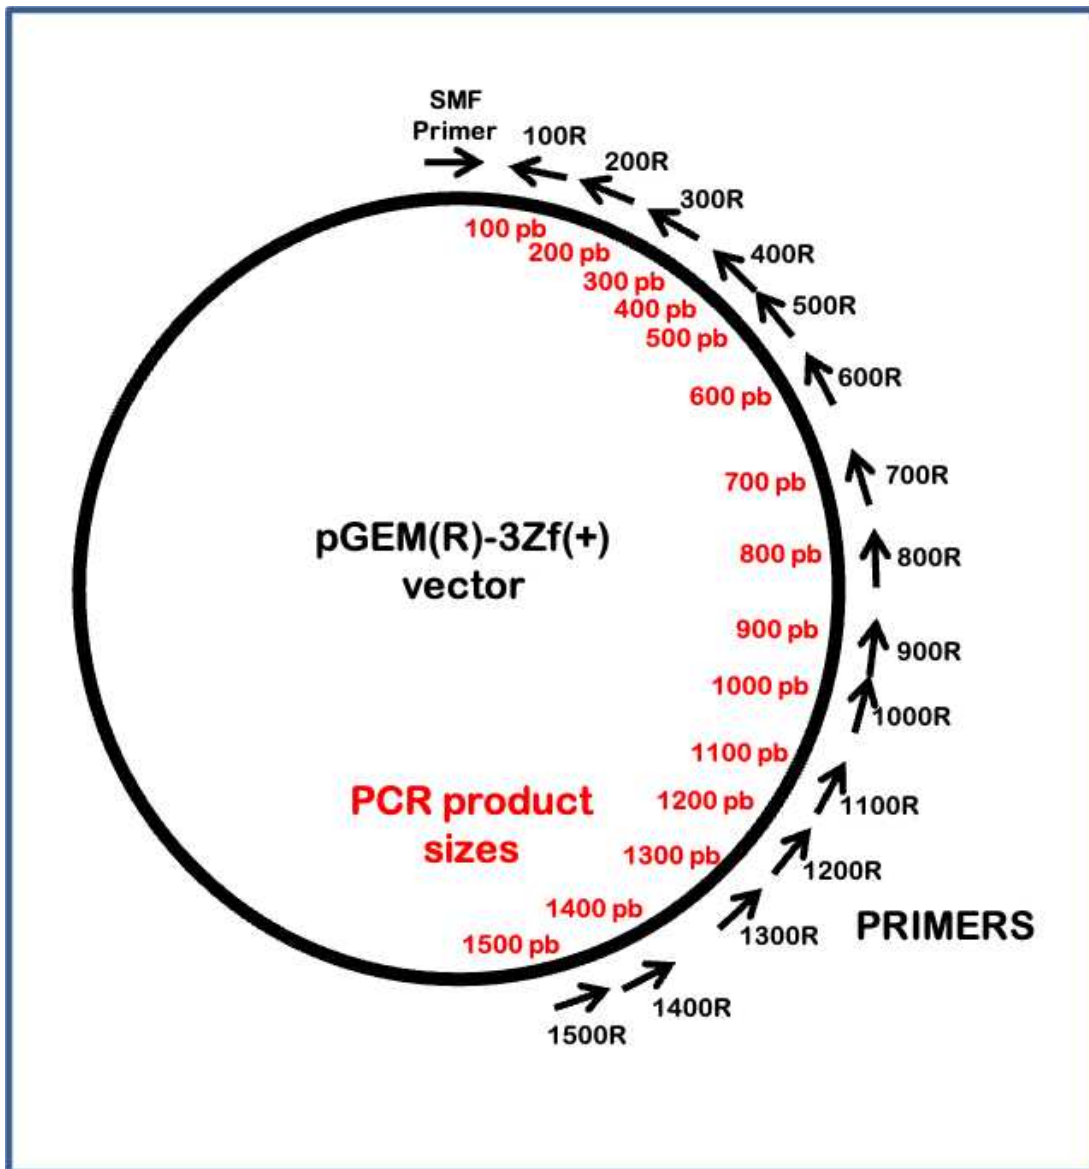 SMF
Primer
100R
200R
300R
400R
500R
600R
700R
800R
900R
1000R
1100R
1200R
1300R
1400R
1500R
PRIMERS
100 pb
200 pb
300 pb
400 pb
500 pb
600 pb
700 pb
800 pb
900 pb
1000 pb
1100 pb
1200 pb
1300 pb
1400 pb
1500 pb
pGEM(R)-3Zf(+)
vector
PCR product
sizes